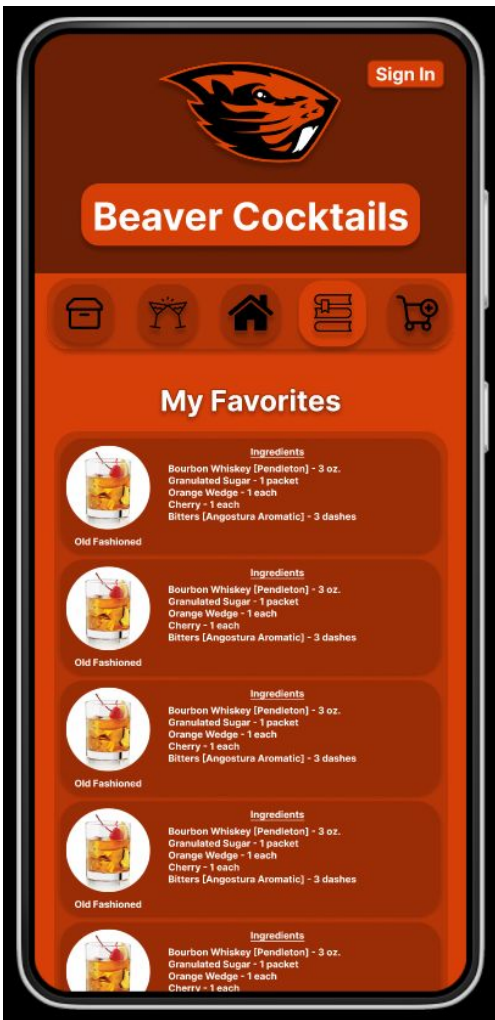 Sign In
Beaver Cocktails
My Favorites
Ingredients
Bourbon Whiskey [Pendleton] - 3 oz.
Granulated Sugar - 1 packet
Orange Wedge - 1 each
Cherry - 1 each
Bitters [Angostura Aromatic] - 3 dashes
Old Fashioned
Ingredients
Bourbon Whiskey [Pendleton] - 3 oz.
Granulated Sugar - 1 packet
Orange Wedge - 1 each
Cherry - 1 each
Bitters [Angostura Aromatic] - 3 dashes
Old Fashioned
Ingredients
Bourbon Whiskey [Pendleton] - 3 oz.
Granulated Sugar - 1 packet
Orange Wedge - 1 each
Cherry - 1 each
Bitters [Angostura Aromatic] - 3 dashes
Old Fashioned
Ingredients
Bourbon Whiskey [Pendleton] - 3 oz.
Granulated Sugar - 1 packet
Orange Wedge - 1 each
Cherry - 1 each
Bitters [Angostura Aromatic] - 3 dashes
Old Fashioned
Ingredients
Bourbon Whiskey [Pendleton] - 3 oz.
Granulated Sugar - 1 packet
Orange Wedge - 1 each
Cherry - 1 each